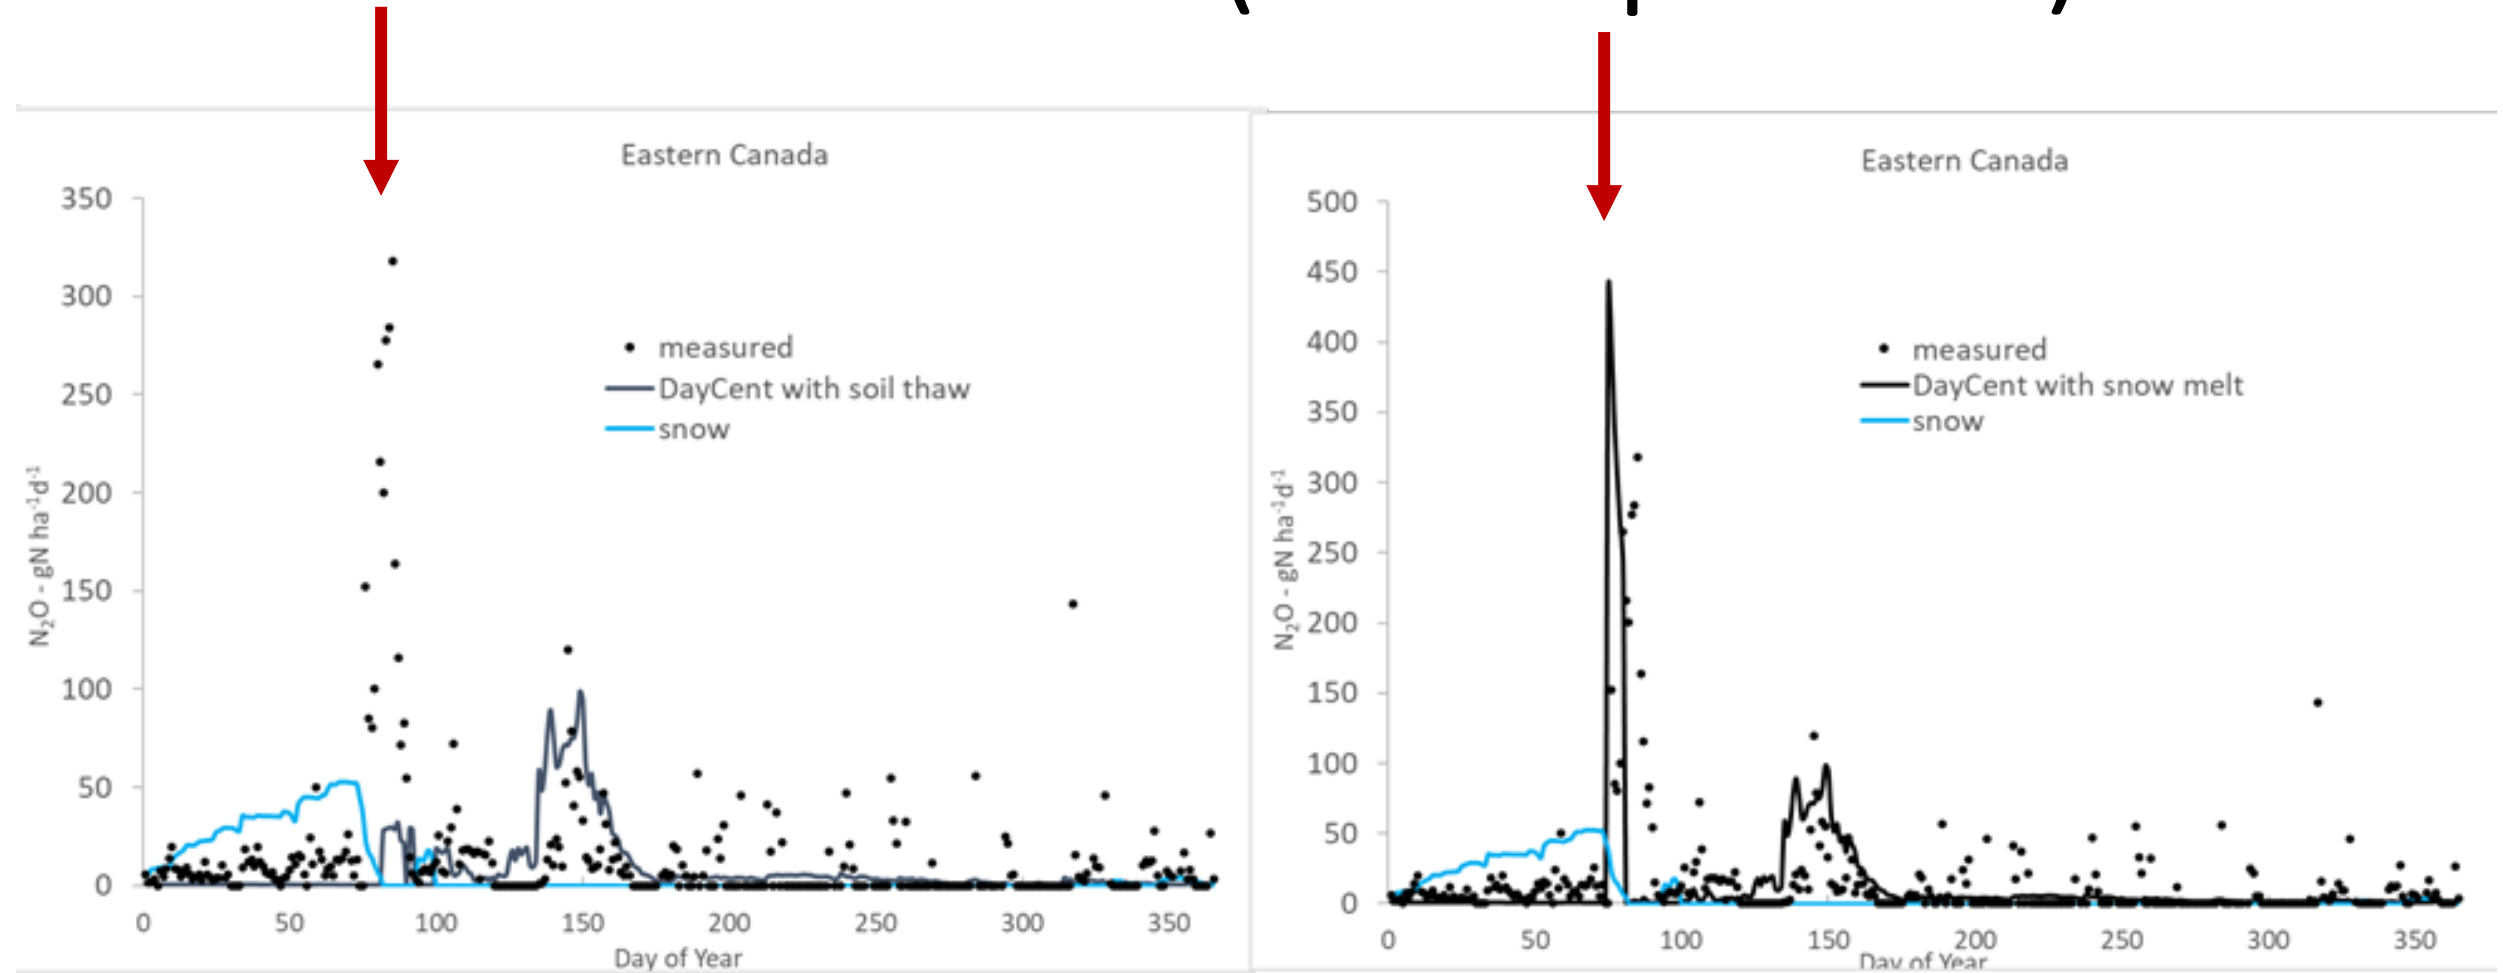 Eastern Canada
350
300
250
200
150
100
50
0
N₂O - gN ha⁻¹d⁻¹
measured
DayCent with soil thaw
snow
0 50 100 150 200 250 300 350
Day of Year
Eastern Canada
500
450
400
350
300
250
200
150
100
50
0
N₂O - gN ha⁻¹d⁻¹
measured
DayCent with snow melt
snow
0 50 100 150 200 250 300 350
Day of Year